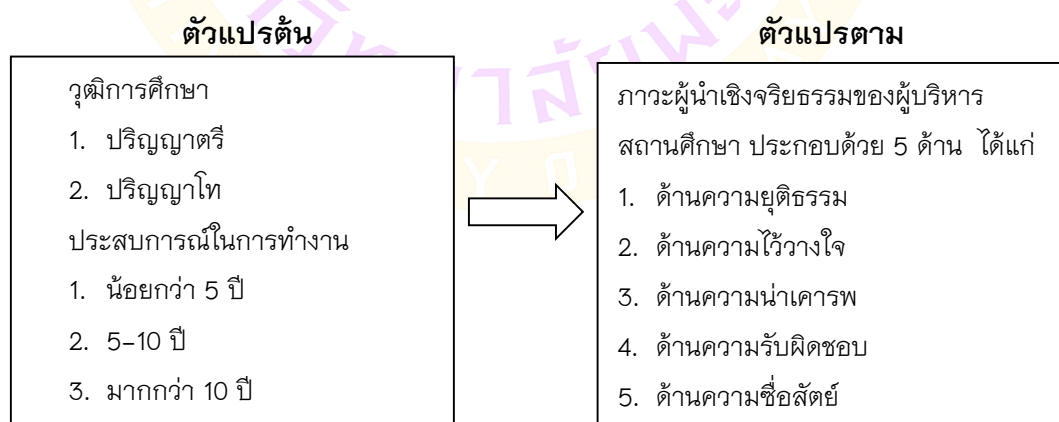 ตัวแปรต้น
วุฒิการศึกษา
1. ปริญญาตรี
2. ปริญญาโท
ประสบการณ์ในการทำงาน
1. น้อยกว่า 5 ปี
2. 5–10 ปี
3. มากกว่า 10 ปี
ตัวแปรตาม
ภาวะผู้นำเชิงจริยธรรมของผู้บริหาร
สถานศึกษา ประกอบด้วย 5 ด้าน ได้แก่
1. ด้านความยุติธรรม
2. ด้านความไว้วางใจ
3. ด้านความน่าเคารพ
4. ด้านความรับผิดชอบ
5. ด้านความซื่อสัตย์